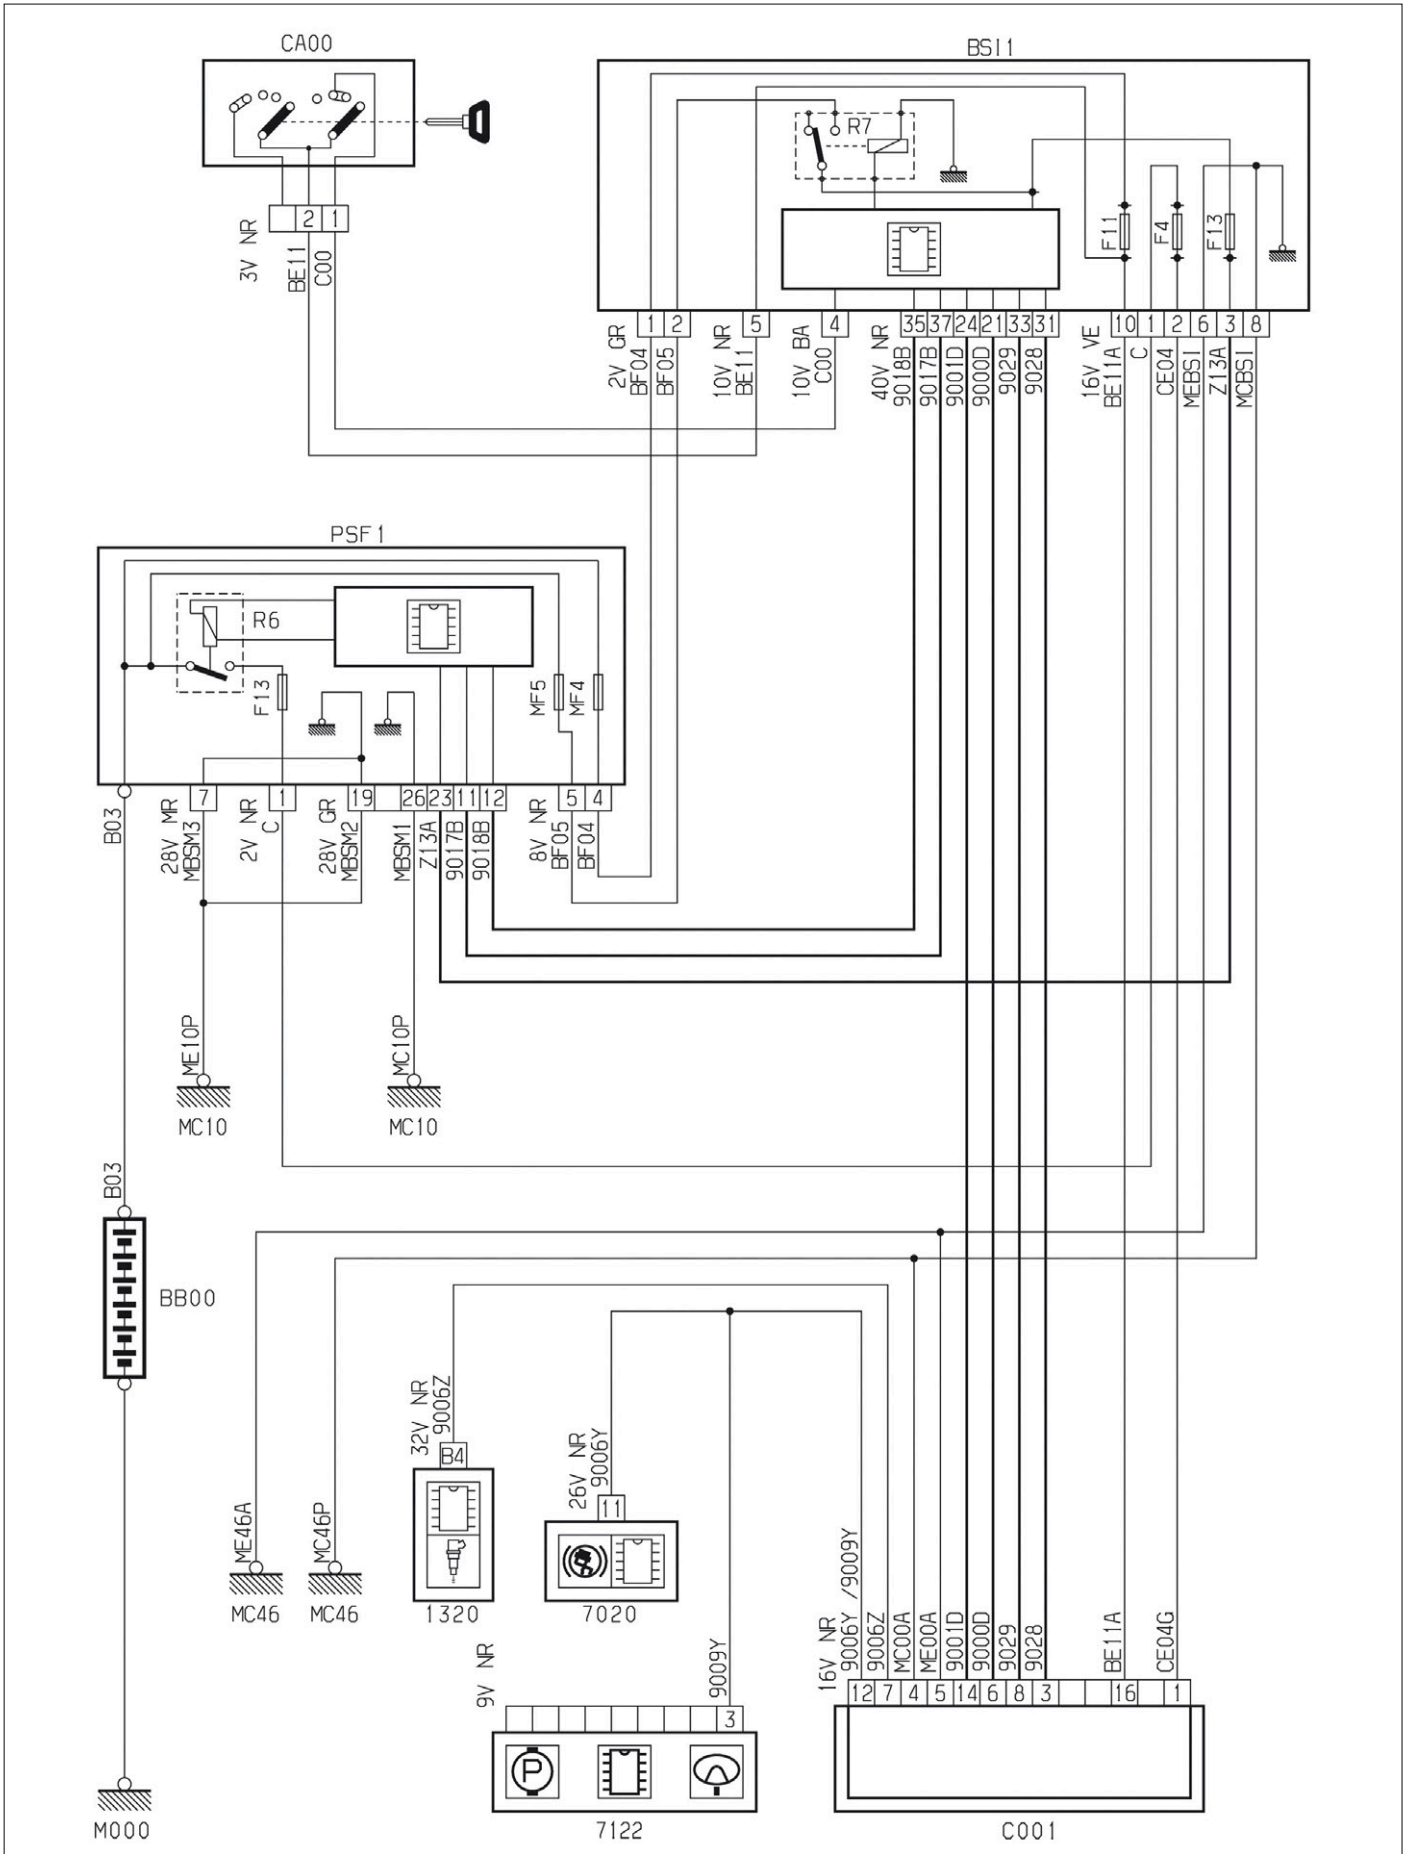 CA00
BSI1
R7
F11
F4
F13
2 1
3V NR
BE11
C00
1 2
5
4
35 37 24 21 33 31
10 1 2 6 3 8
2V GR
BF04
BF05
10V NR
BE11
10V BA
C00
40V NR
9018B
9017B
9001D
9000D
9029
9028
16V VE
BE11A
C
CE04
MEBSI
Z13A
MCBSI
PSF1
R6
F13
MF5
MF4
7
1
19
26 23 11 12
5 4
B03
28V MR
MBSM3
2V NR
C
28V GR
MBSM2
MBSM1
Z13A
9017B
9018B
8V NR
BF05
BF04
ME10P
MC10P
MC10
MC10
B03
BB00
32V NR
9006Z
B4
26V NR
9006Y
11
ME46A
MC46P
MC46
MC46
1320
7020
9V NR
9009Y
16V NR
9006Y /9009Y
9006Z
MC00A
ME00A
9001D
9000D
9029
9028
BE11A
CE04G
12 7 4 5 14 6 8 3 16 1
3
P
M000
7122
C001